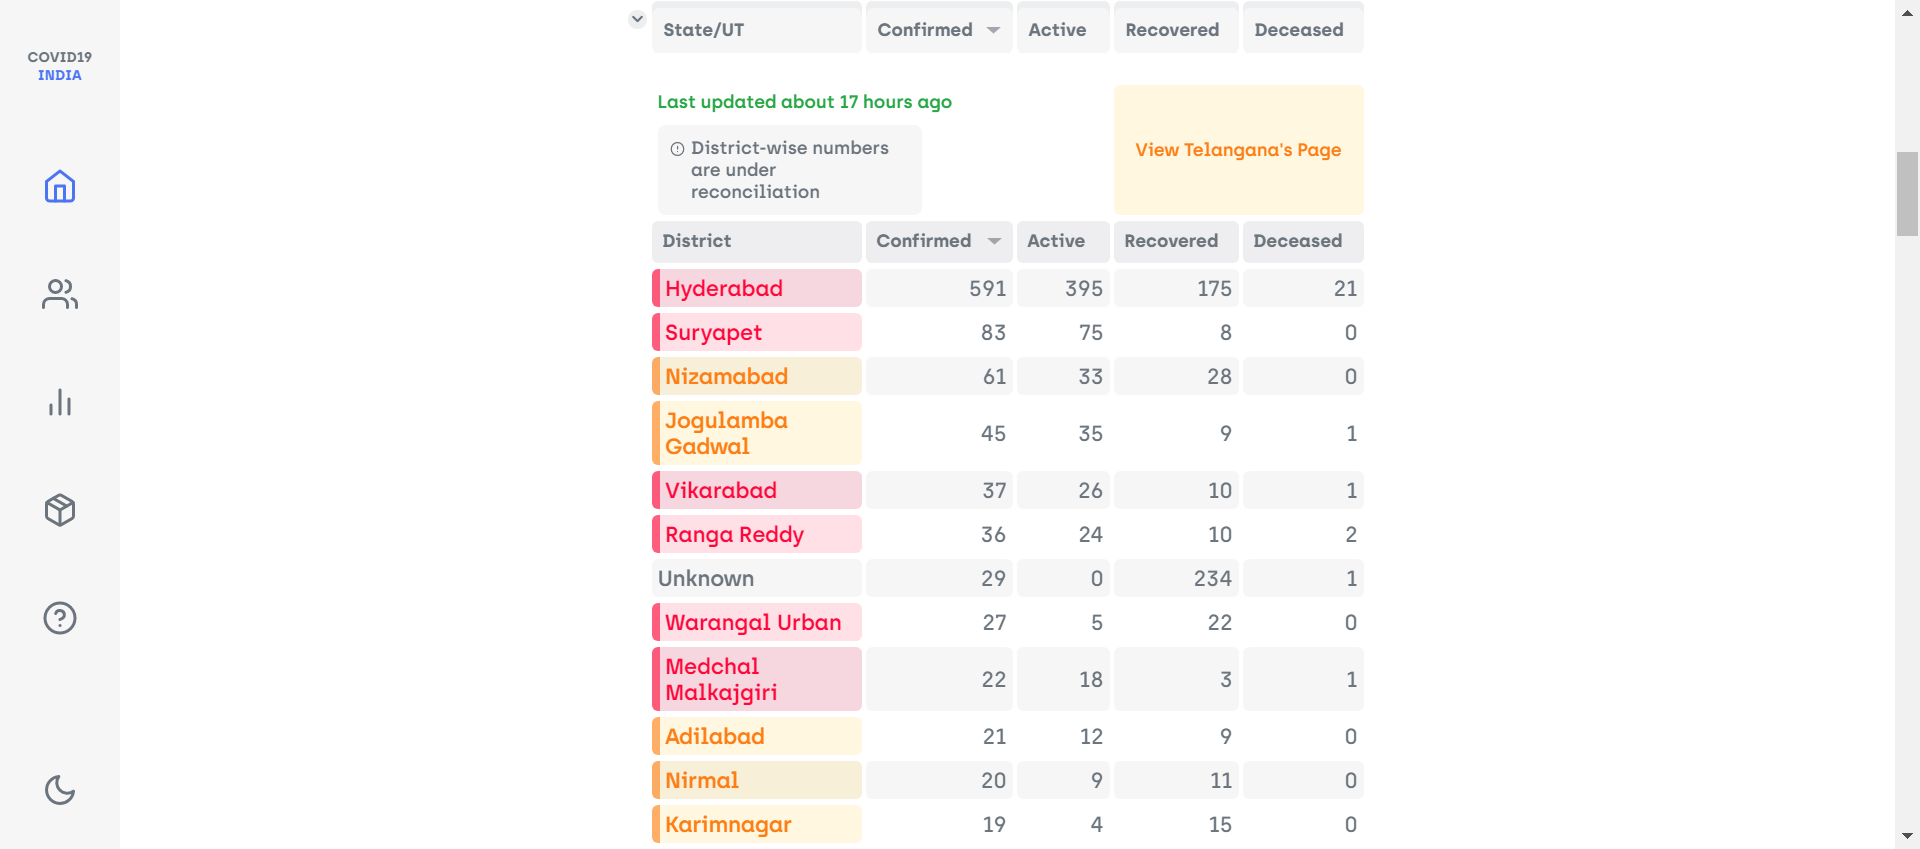 COVID19
INDIA
State/UT Confirmed Active Recovered Deceased
Last updated about 17 hours ago
District-wise numbers
are under
reconciliation
View Telangana's Page
District Confirmed Active Recovered Deceased
Hyderabad 591 395 175 21
Suryapet 83 75 8 0
Nizamabad 61 33 28 0
Jogulamba
Gadwal 45 35 9 1
Vikarabad 37 26 10 1
Ranga Reddy 36 24 10 2
Unknown 29 0 234 1
Warangal Urban 27 5 22 0
Medchal
Malkajgiri 22 18 3 1
Adilabad 21 12 9 0
Nirmal 20 9 11 0
Karimnagar 19 4 15 0